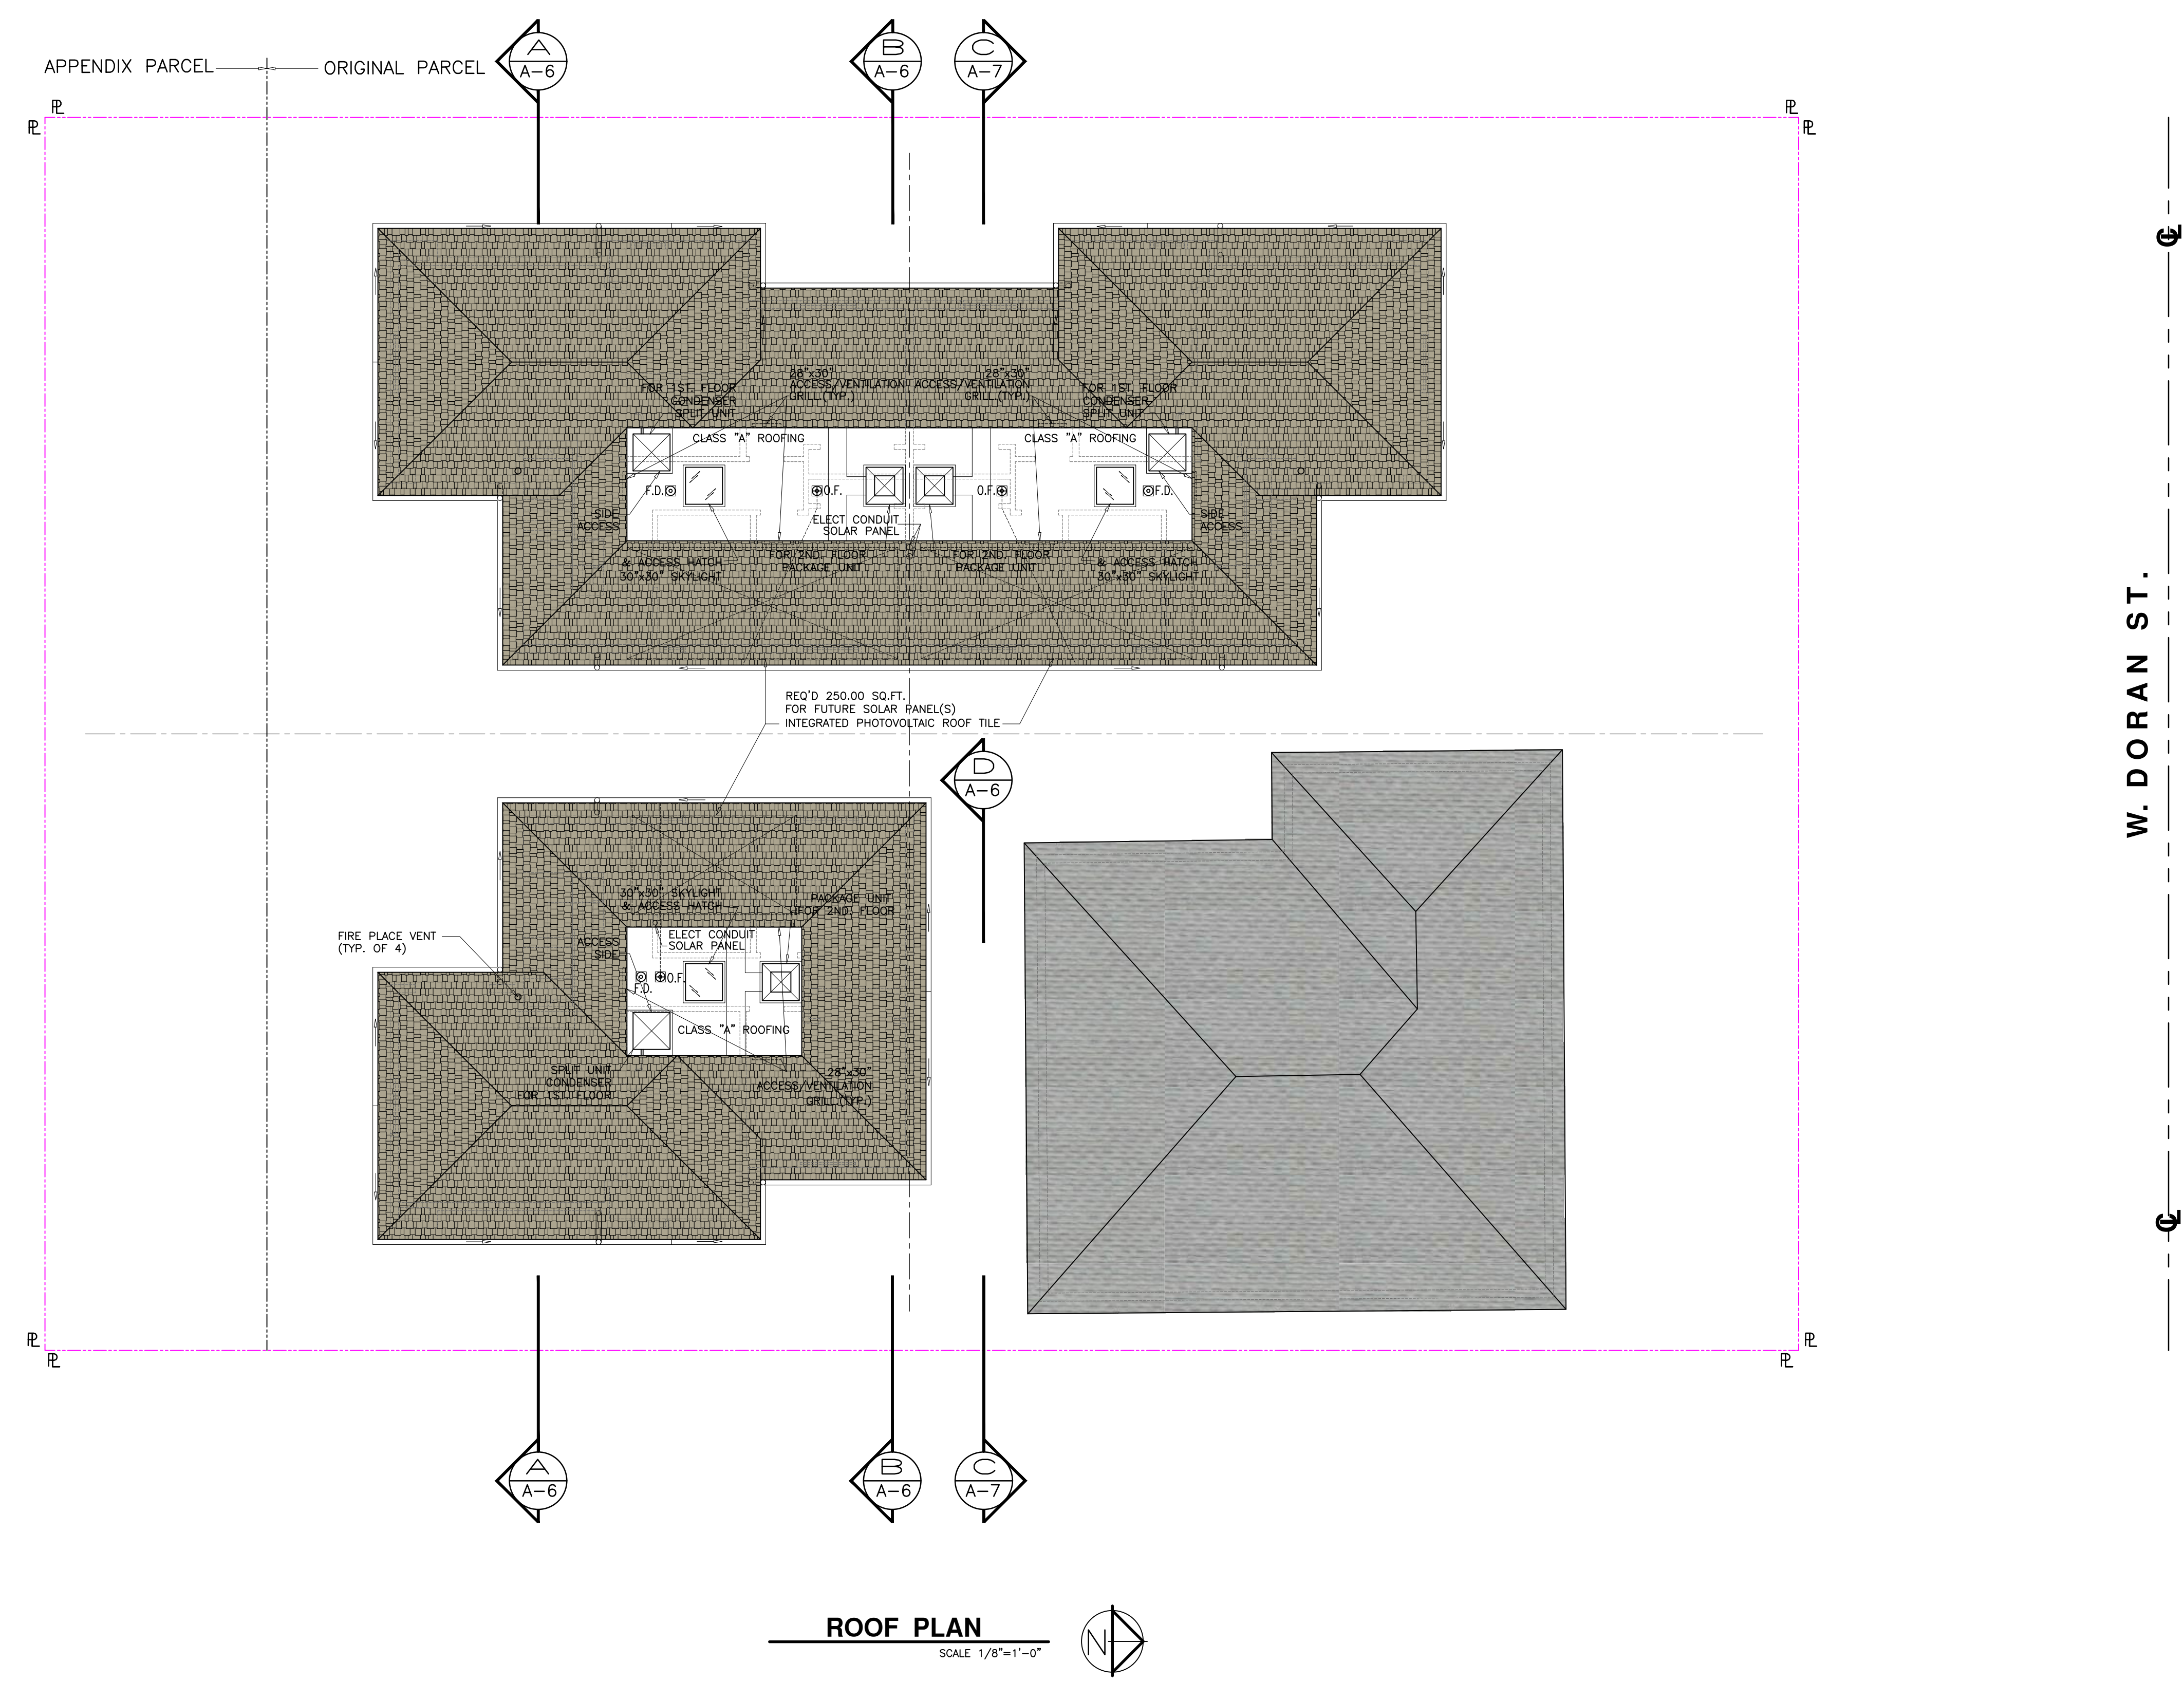 APPENDIX PARCEL
ORIGINAL PARCEL
A
A-6
B
A-6
C
A-7
PL
PL
PL
PL
CL
28"x30"
ACCESS/VENTILATION
GRILL.(TYP.)
28"x30"
ACCESS/VENTILATION
GRILL.(TYP.)
FOR 1ST. FLOOR
CONDENSER
SPLIT UNIT
FOR 1ST. FLOOR
CONDENSER
SPLIT UNIT
CLASS "A" ROOFING
CLASS "A" ROOFING
F.D.
O.F.
O.F.
F.D.
SIDE
ACCESS
ELECT CONDUIT
SOLAR PANEL
SIDE
ACCESS
& ACCESS HATCH
30"x30" SKYLIGHT
FOR 2ND. FLOOR
PACKAGE UNIT
FOR 2ND. FLOOR
PACKAGE UNIT
& ACCESS HATCH
30"x30" SKYLIGHT
W. DORAN ST.
REQ'D 250.00 SQ.FT.
FOR FUTURE SOLAR PANEL(S)
INTEGRATED PHOTOVOLTAIC ROOF TILE
D
A-6
30"x30" SKYLIGHT
& ACCESS HATCH
PACKAGE UNIT
FOR 2ND. FLOOR
FIRE PLACE VENT
(TYP. OF 4)
ACCESS
SIDE
ELECT CONDUIT
SOLAR PANEL
O.F.
F.D.
CLASS "A" ROOFING
SPLIT UNIT
CONDENSER
FOR 1ST. FLOOR
28"x30"
ACCESS/VENTILATION
GRILL.(TYP.)
CL
PL
PL
PL
PL
A
A-6
B
A-6
C
A-7
ROOF PLAN
SCALE 1/8"=1'-0"
N